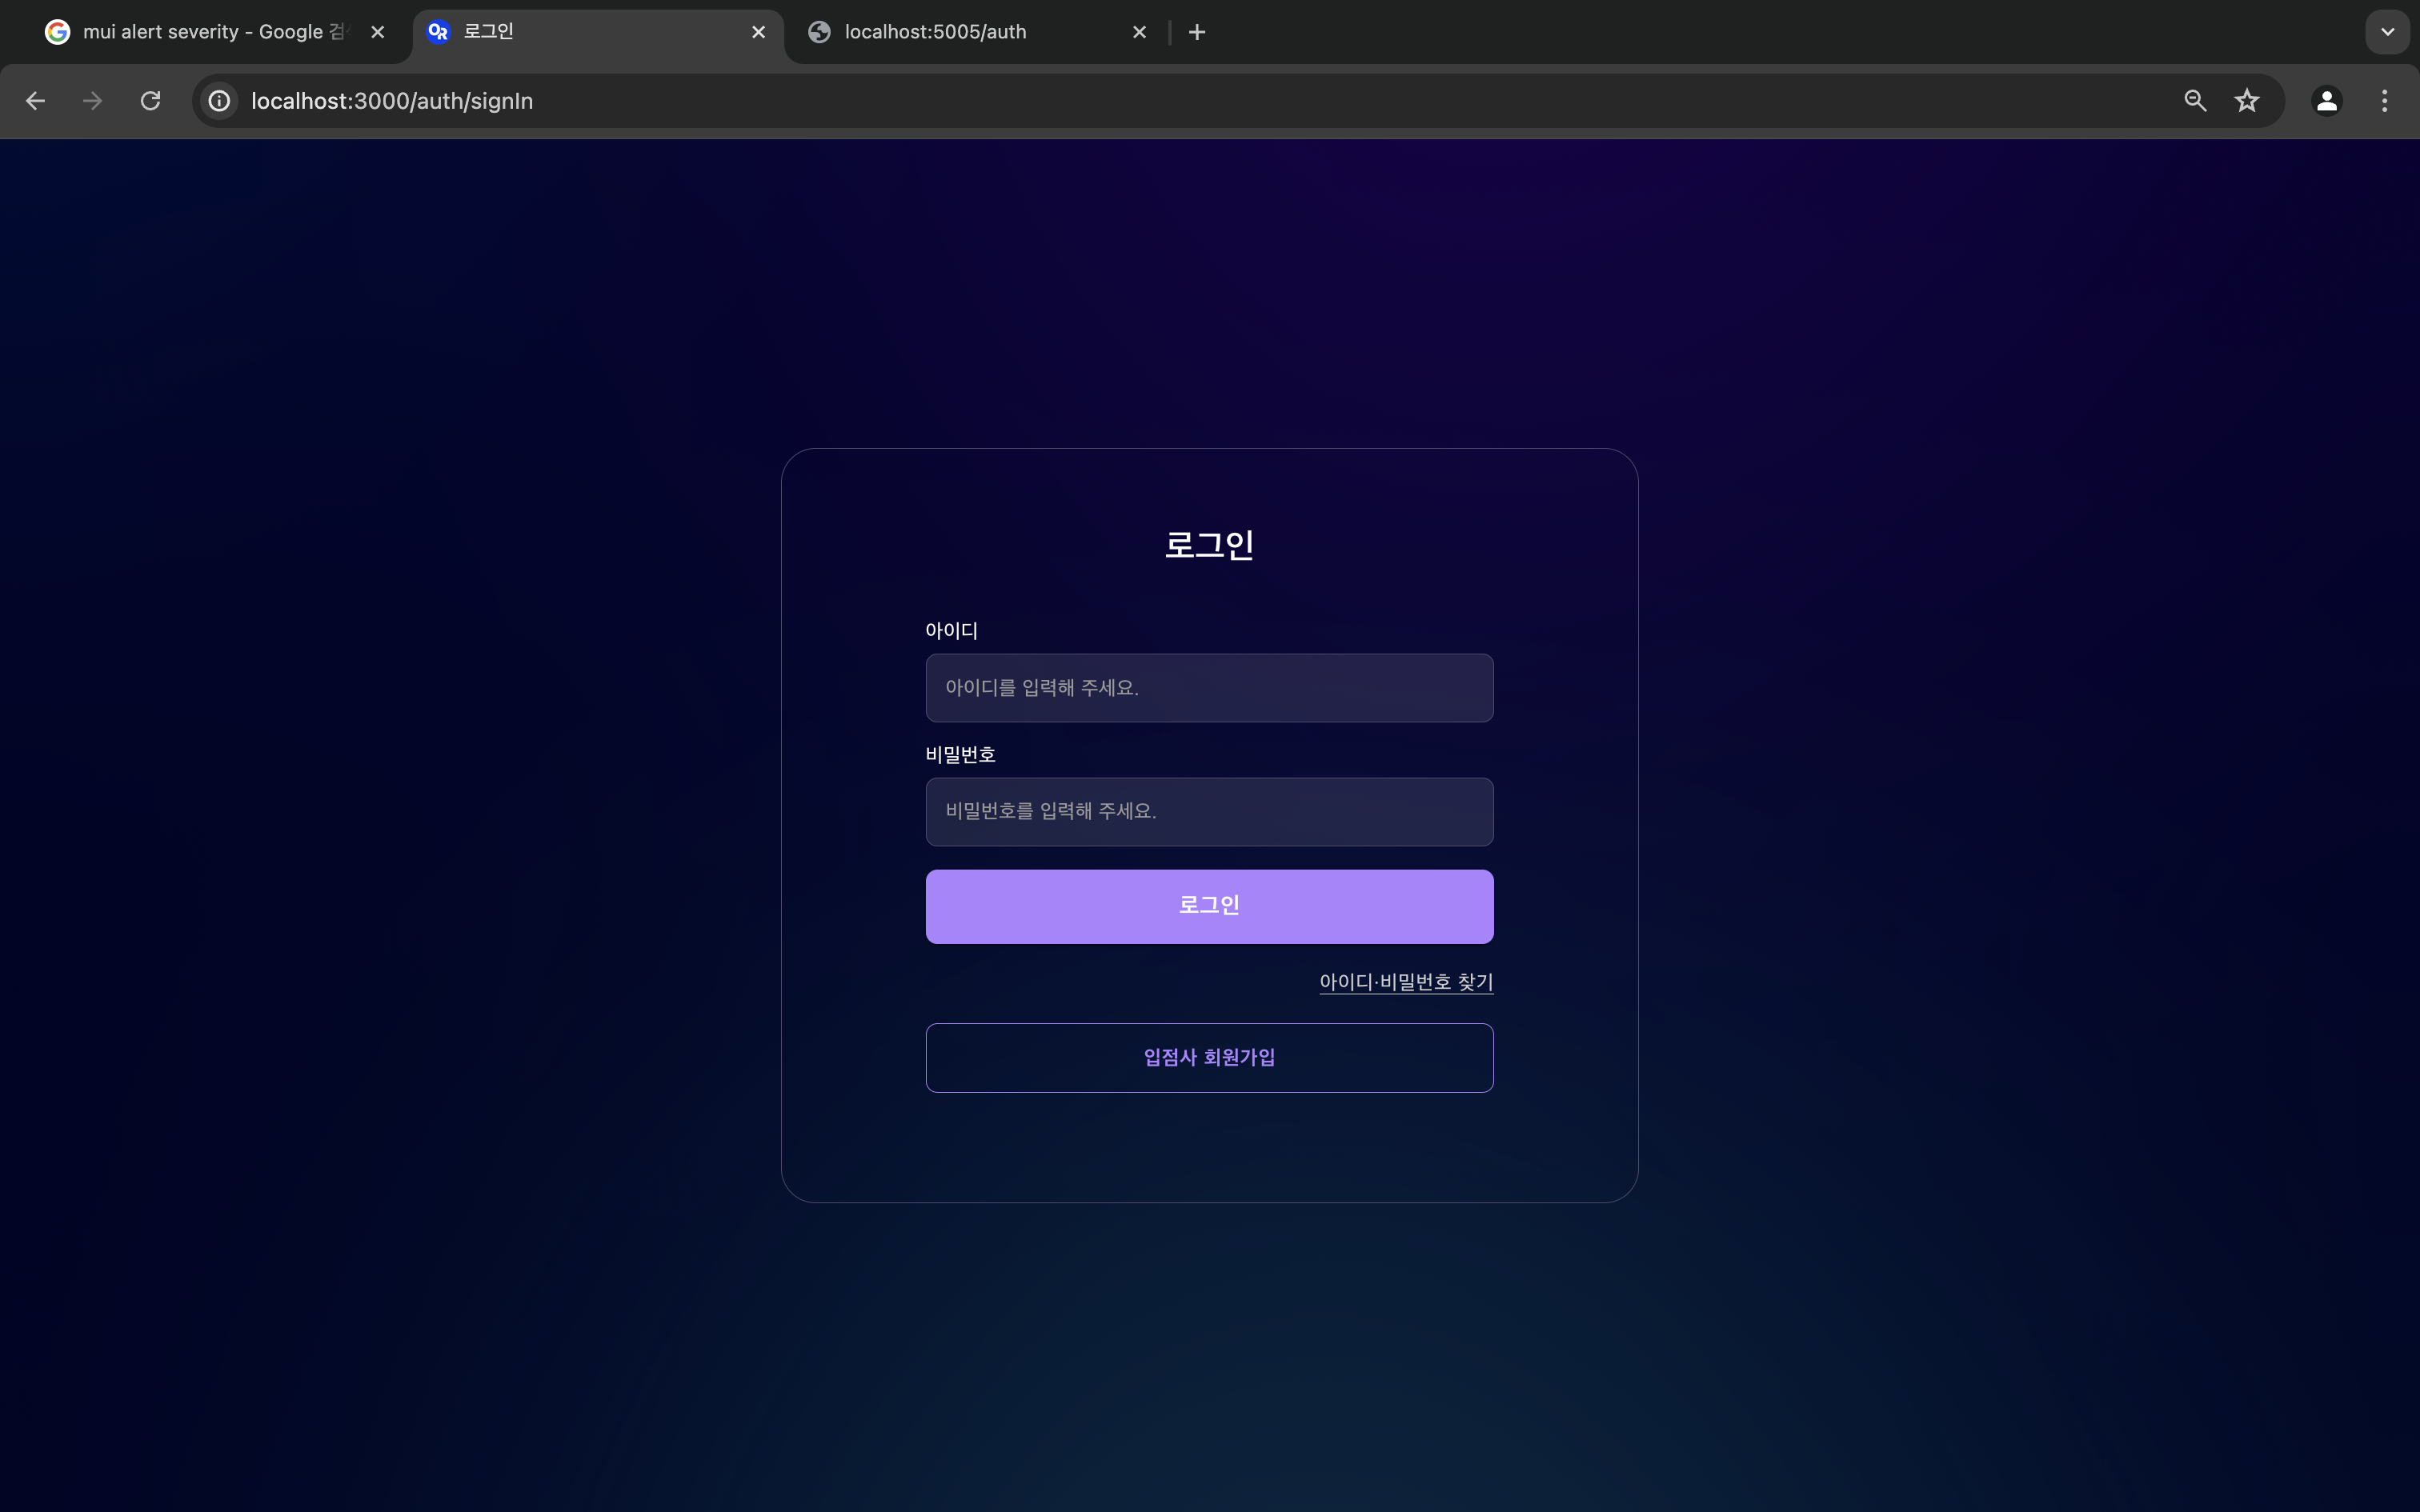 mui alert severity - Google 검
로그인
localhost:5005/auth
localhost:3000/auth/signIn
로그인
아이디
아이디를 입력해 주세요.
비밀번호
비밀번호를 입력해 주세요.
로그인
아이디·비밀번호 찾기
입점사 회원가입